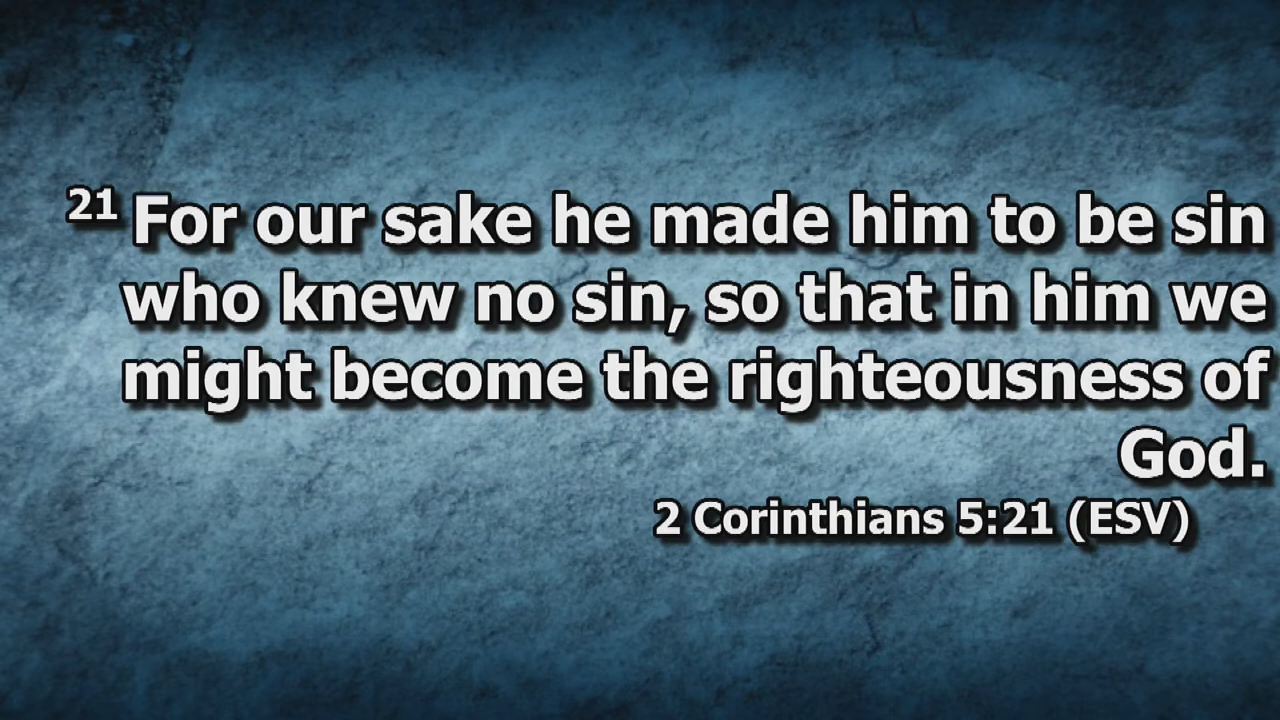 21 For our sake he made him to be sin
who knew no sin, so that in him we
might become the righteousness of
God.
2 Corinthians 5:21 (ESV)